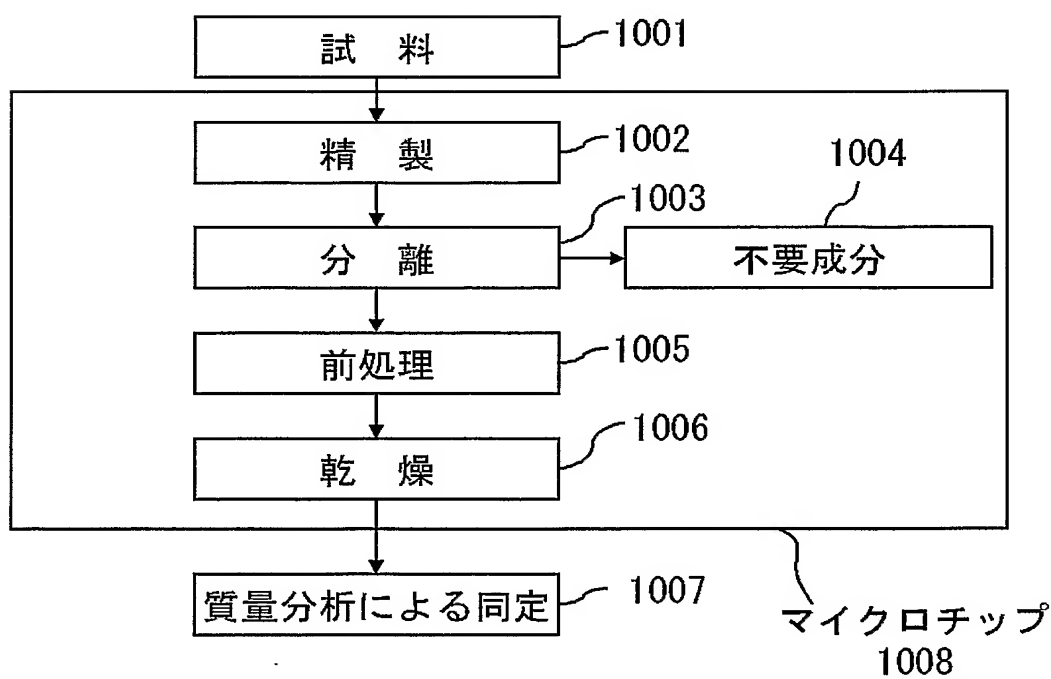 試 料
1001
精 製
1002
分 離
1003
不要成分
1004
前処理
1005
乾 燥
1006
質量分析による同定
1007
マイクロチップ
1008